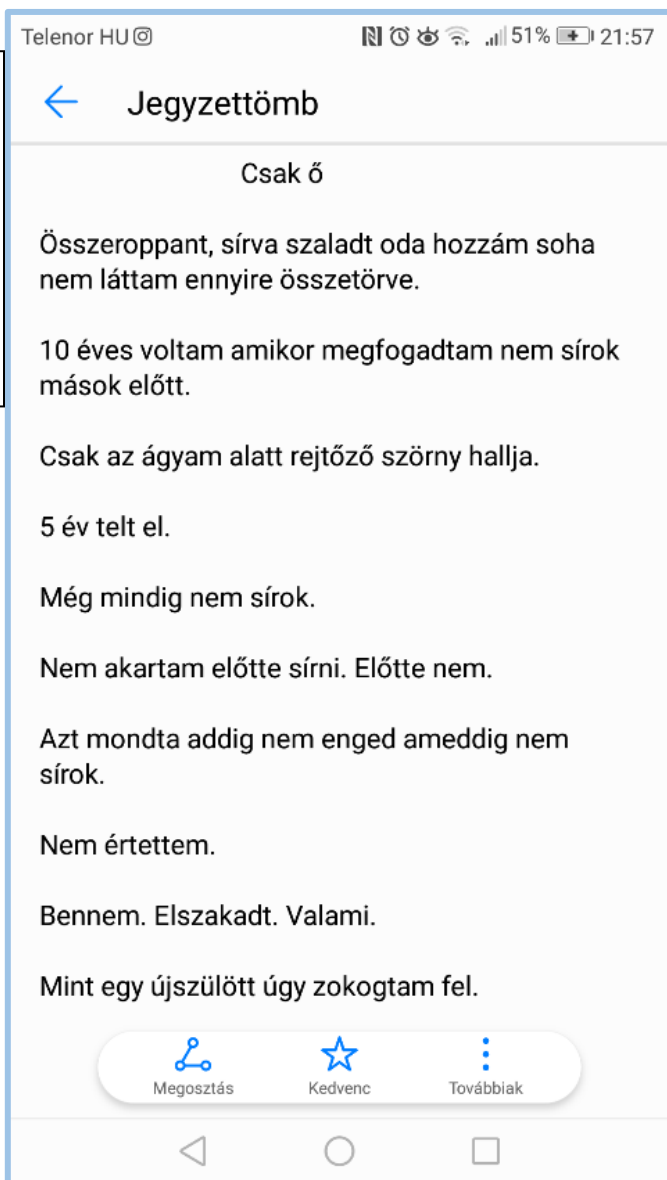 Telenor HU 51% 21:57
Jegyzettömb
Csak ő
Összeroppant, sírva szaladt oda hozzám soha
nem láttam ennyire összetörve.
10 éves voltam amikor megfogadtam nem sírok
mások előtt.
Csak az ágyam alatt rejtőző szörny hallja.
5 év telt el.
Még mindig nem sírok.
Nem akartam előtte sírni. Előtte nem.
Azt mondta addig nem enged ameddig nem
sírok.
Nem értettem.
Bennem. Elszakadt. Valami.
Mint egy újszülött úgy zokogtam fel.
Megosztás Kedvenc Továbbiak